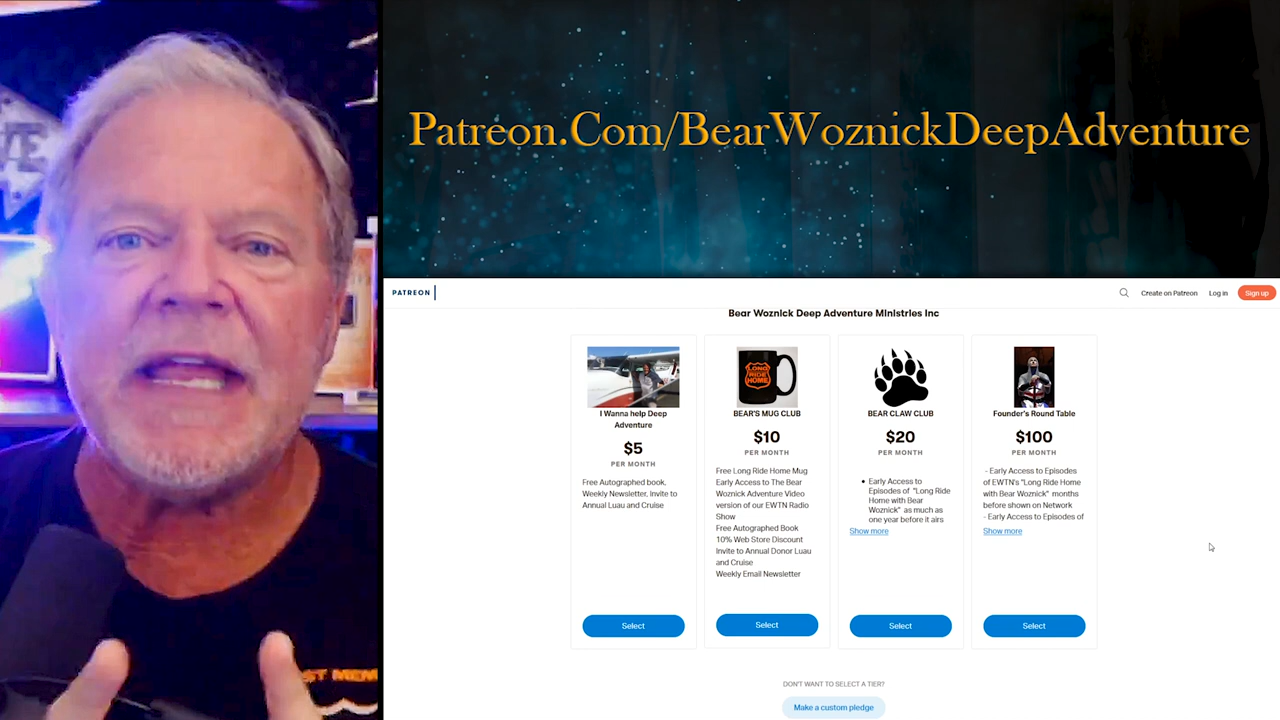 Patreon.Com/BearWoznickDeepAdventure
PATREON
Create on Patreon
Log in
Sign up
Bear Woznick Deep Adventure Ministries Inc
LONG
RIDE
HOME
I Wanna help Deep
Adventure
$5
PER MONTH
Free Autographed book,
Weekly Newsletter, Invite to
Annual Luau and Cruise
Select
BEAR'S MUG CLUB
$10
PER MONTH
Free Long Ride Home Mug
Early Access to The Bear
Woznick Adventure Video
version of our EWTN Radio
Show
Free Autographed Book
10% Web Store Discount
Invite to Annual Donor Luau
and Cruise
Weekly Email Newsletter
Select
BEAR CLAW CLUB
$20
PER MONTH
• Early Access to
Episodes of "Long Ride
Home with Bear
Woznick" as much as
one year before it airs
Show more
Select
Founder's Round Table
$100
PER MONTH
- Early Access to Episodes
of EWTN's "Long Ride Home
with Bear Woznick" months
before shown on Network
- Early Access to Episodes of
Show more
Select
DON'T WANT TO SELECT A TIER?
Make a custom pledge